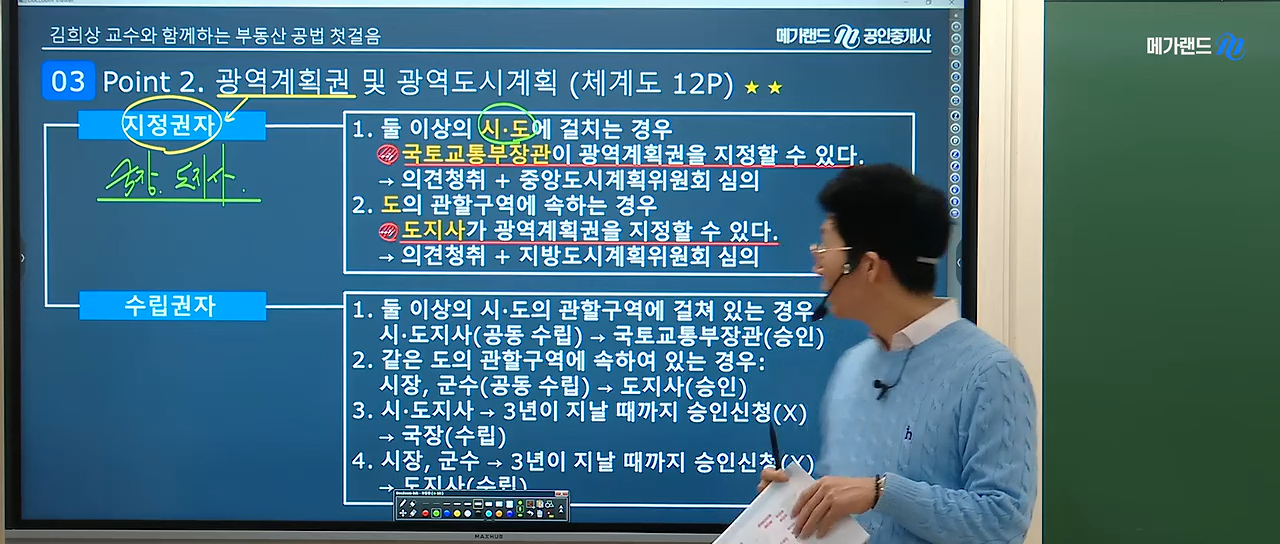 김희상 교수와 함께하는 부동산 공법 첫걸음
메가랜드 공인중개사
메가랜드
03 Point 2. 광역계획권 및 광역도시계획 (체계도 12P) ★ ★
지정권자
국장. 도지사.
1. 둘 이상의 시·도에 걸치는 경우
국토교통부장관이 광역계획권을 지정할 수 있다.
→ 의견청취 + 중앙도시계획위원회 심의
2. 도의 관할구역에 속하는 경우
도지사가 광역계획권을 지정할 수 있다.
→ 의견청취 + 지방도시계획위원회 심의
수립권자
1. 둘 이상의 시·도의 관할구역에 걸쳐 있는 경우:
시·도지사(공동 수립) → 국토교통부장관(승인)
2. 같은 도의 관할구역에 속하여 있는 경우:
시장, 군수(공동 수립) → 도지사(승인)
3. 시·도지사 → 3년이 지날 때까지 승인신청(X)
→ 국장(수립)
4. 시장, 군수 → 3년이 지날 때까지 승인신청(X)
→ 도지사(수립)
MAXHUB